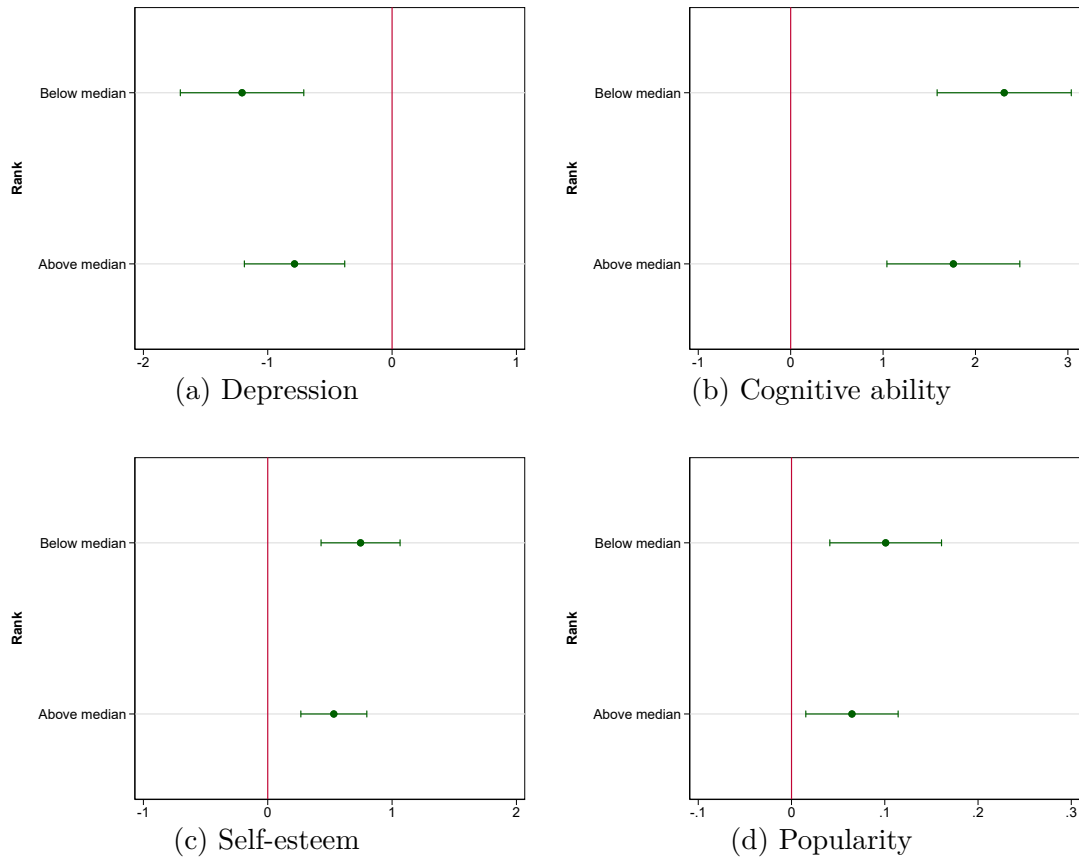 Below median
Rank
Above median
-2 -1 0 1
(a) Depression
Below median
Rank
Above median
-1 0 1 2 3
(b) Cognitive ability
Below median
Rank
Above median
-1 0 1 2
(c) Self-esteem
Below median
Rank
Above median
-.1 0 .1 .2 .3
(d) Popularity